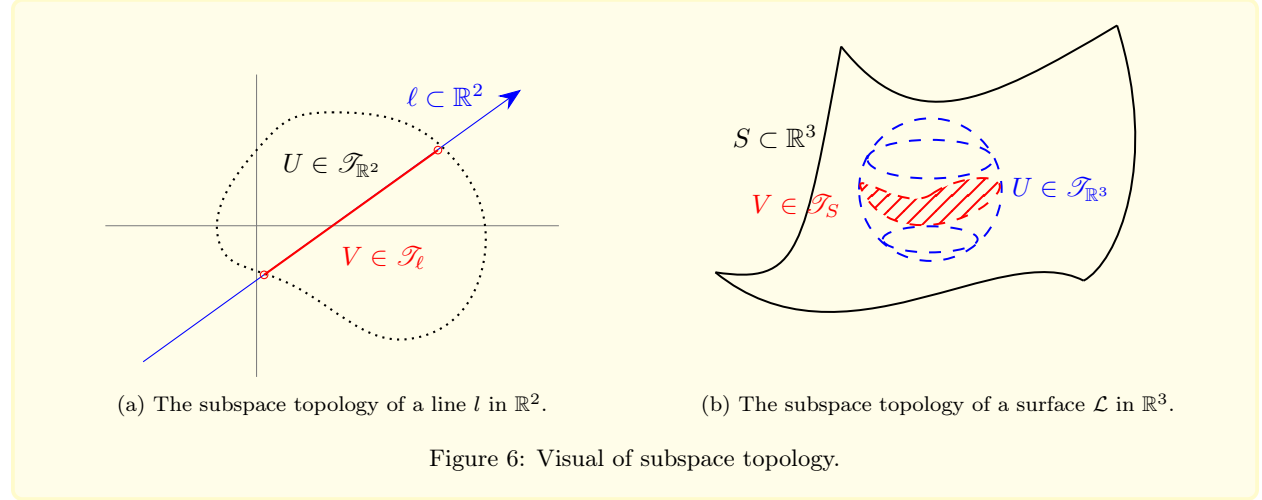 ℓ ⊂ ℝ²
U ∈ 𝒯_ℝ²
V ∈ 𝒯_ℓ
(a) The subspace topology of a line l in ℝ².
S ⊂ ℝ³
V ∈ 𝒯_S
U ∈ 𝒯_ℝ³
(b) The subspace topology of a surface ℒ in ℝ³.
Figure 6: Visual of subspace topology.